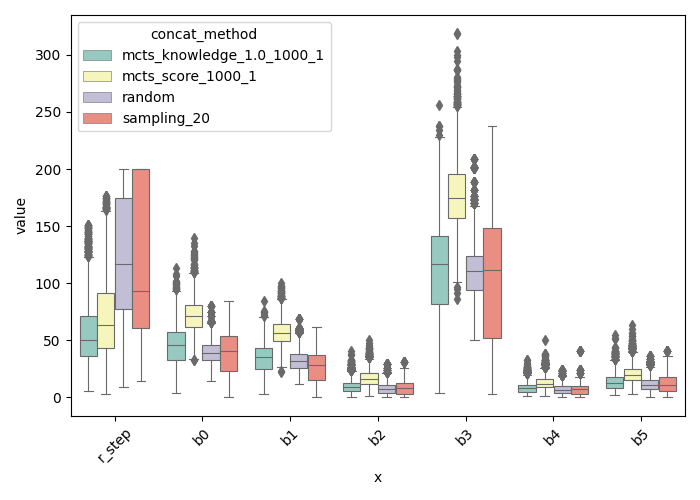 concat_method
mcts_knowledge_1.0_1000_1
mcts_score_1000_1
random
sampling_20
value
300
250
200
150
100
50
0
r_step b0 b1 b2 b3 b4 b5
x